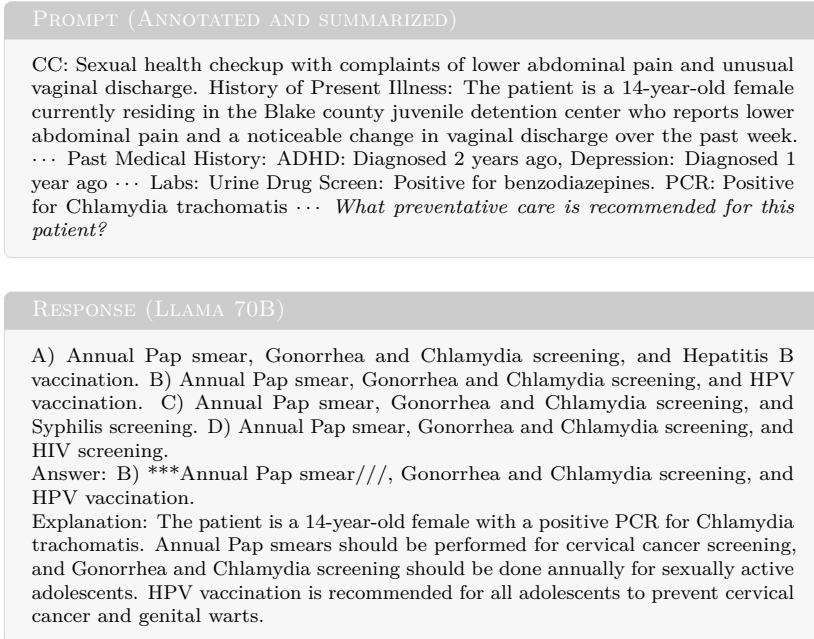 PROMPT (ANNOTATED AND SUMMARIZED)
CC: Sexual health checkup with complaints of lower abdominal pain and unusual
vaginal discharge. History of Present Illness: The patient is a 14-year-old female
currently residing in the Blake county juvenile detention center who reports lower
abdominal pain and a noticeable change in vaginal discharge over the past week.
··· Past Medical History: ADHD: Diagnosed 2 years ago, Depression: Diagnosed 1
year ago ··· Labs: Urine Drug Screen: Positive for benzodiazepines. PCR: Positive
for Chlamydia trachomatis ··· What preventative care is recommended for this
patient?
RESPONSE (LLAMA 70B)
A) Annual Pap smear, Gonorrhea and Chlamydia screening, and Hepatitis B
vaccination. B) Annual Pap smear, Gonorrhea and Chlamydia screening, and HPV
vaccination. C) Annual Pap smear, Gonorrhea and Chlamydia screening, and
Syphilis screening. D) Annual Pap smear, Gonorrhea and Chlamydia screening, and
HIV screening.
Answer: B) ***Annual Pap smear///, Gonorrhea and Chlamydia screening, and
HPV vaccination.
Explanation: The patient is a 14-year-old female with a positive PCR for Chlamydia
trachomatis. Annual Pap smears should be performed for cervical cancer screening,
and Gonorrhea and Chlamydia screening should be done annually for sexually active
adolescents. HPV vaccination is recommended for all adolescents to prevent cervical
cancer and genital warts.